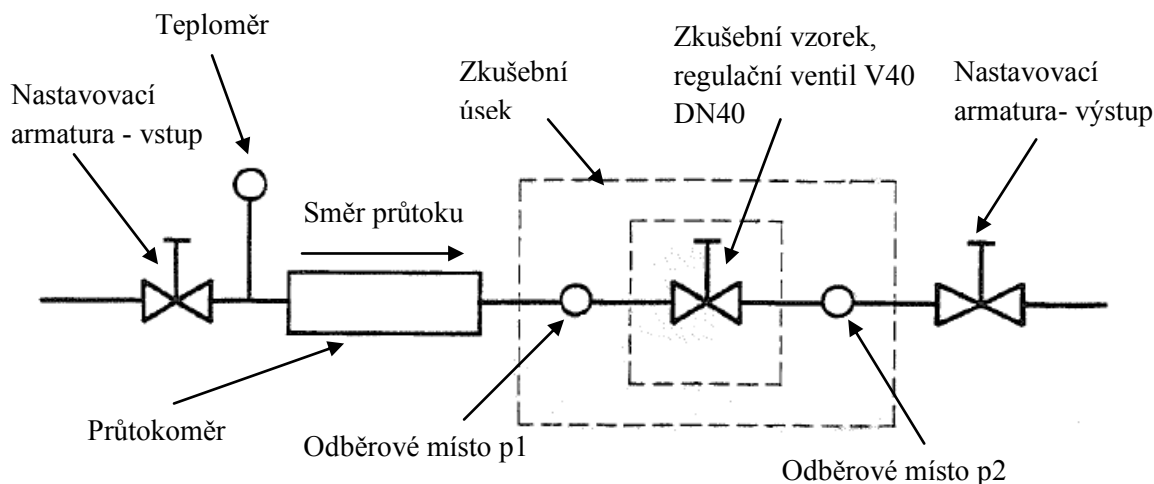 Teploměr
Zkušební vzorek,
regulační ventil V40
DN40
Zkušební
úsek
Nastavovací
armatura- výstup
Nastavovací
armatura - vstup
Směr průtoku
Průtokoměr
Odběrové místo p1
Odběrové místo p2